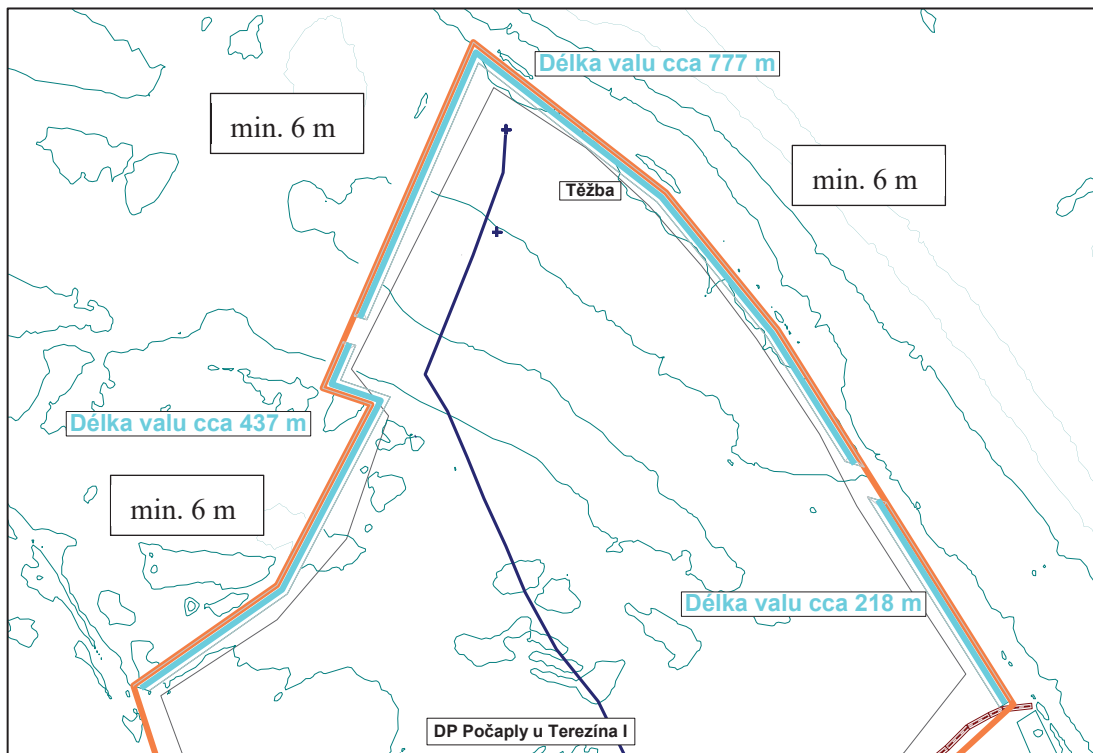 Délka valu cca 777 m
min. 6 m
min. 6 m
Těžba
Délka valu cca 437 m
min. 6 m
Délka valu cca 218 m
DP Počaply u Terezína I